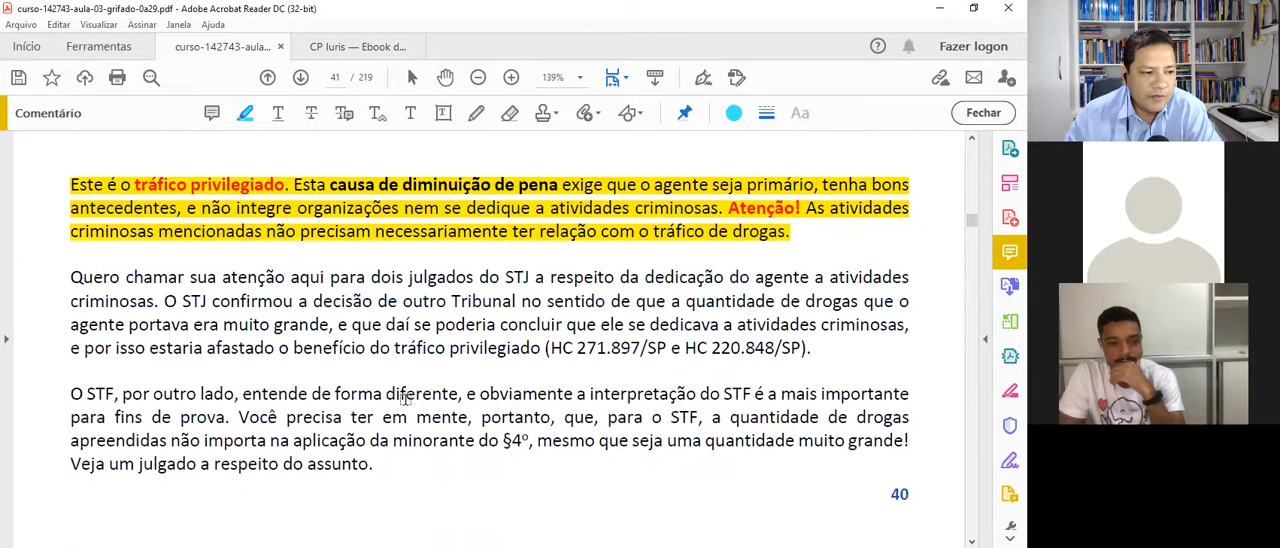 curso-142743-aula-03-grifado-0a29.pdf - Adobe Acrobat Reader DC (32-bit)
Arquivo Editar Visualizar Assinar Janela Ajuda
Início Ferramentas curso-142743-aula... × CP Iuris — Ebook d... Fazer logon
41 / 219 139%
Comentário Aa Fechar
Este é o tráfico privilegiado. Esta causa de diminuição de pena exige que o agente seja primário, tenha bons
antecedentes, e não integre organizações nem se dedique a atividades criminosas. Atenção! As atividades
criminosas mencionadas não precisam necessariamente ter relação com o tráfico de drogas.
Quero chamar sua atenção aqui para dois julgados do STJ a respeito da dedicação do agente a atividades
criminosas. O STJ confirmou a decisão de outro Tribunal no sentido de que a quantidade de drogas que o
agente portava era muito grande, e que daí se poderia concluir que ele se dedicava a atividades criminosas,
e por isso estaria afastado o benefício do tráfico privilegiado (HC 271.897/SP e HC 220.848/SP).
O STF, por outro lado, entende de forma diferente, e obviamente a interpretação do STF é a mais importante
para fins de prova. Você precisa ter em mente, portanto, que, para o STF, a quantidade de drogas
apreendidas não importa na aplicação da minorante do §4º, mesmo que seja uma quantidade muito grande!
Veja um julgado a respeito do assunto.
40